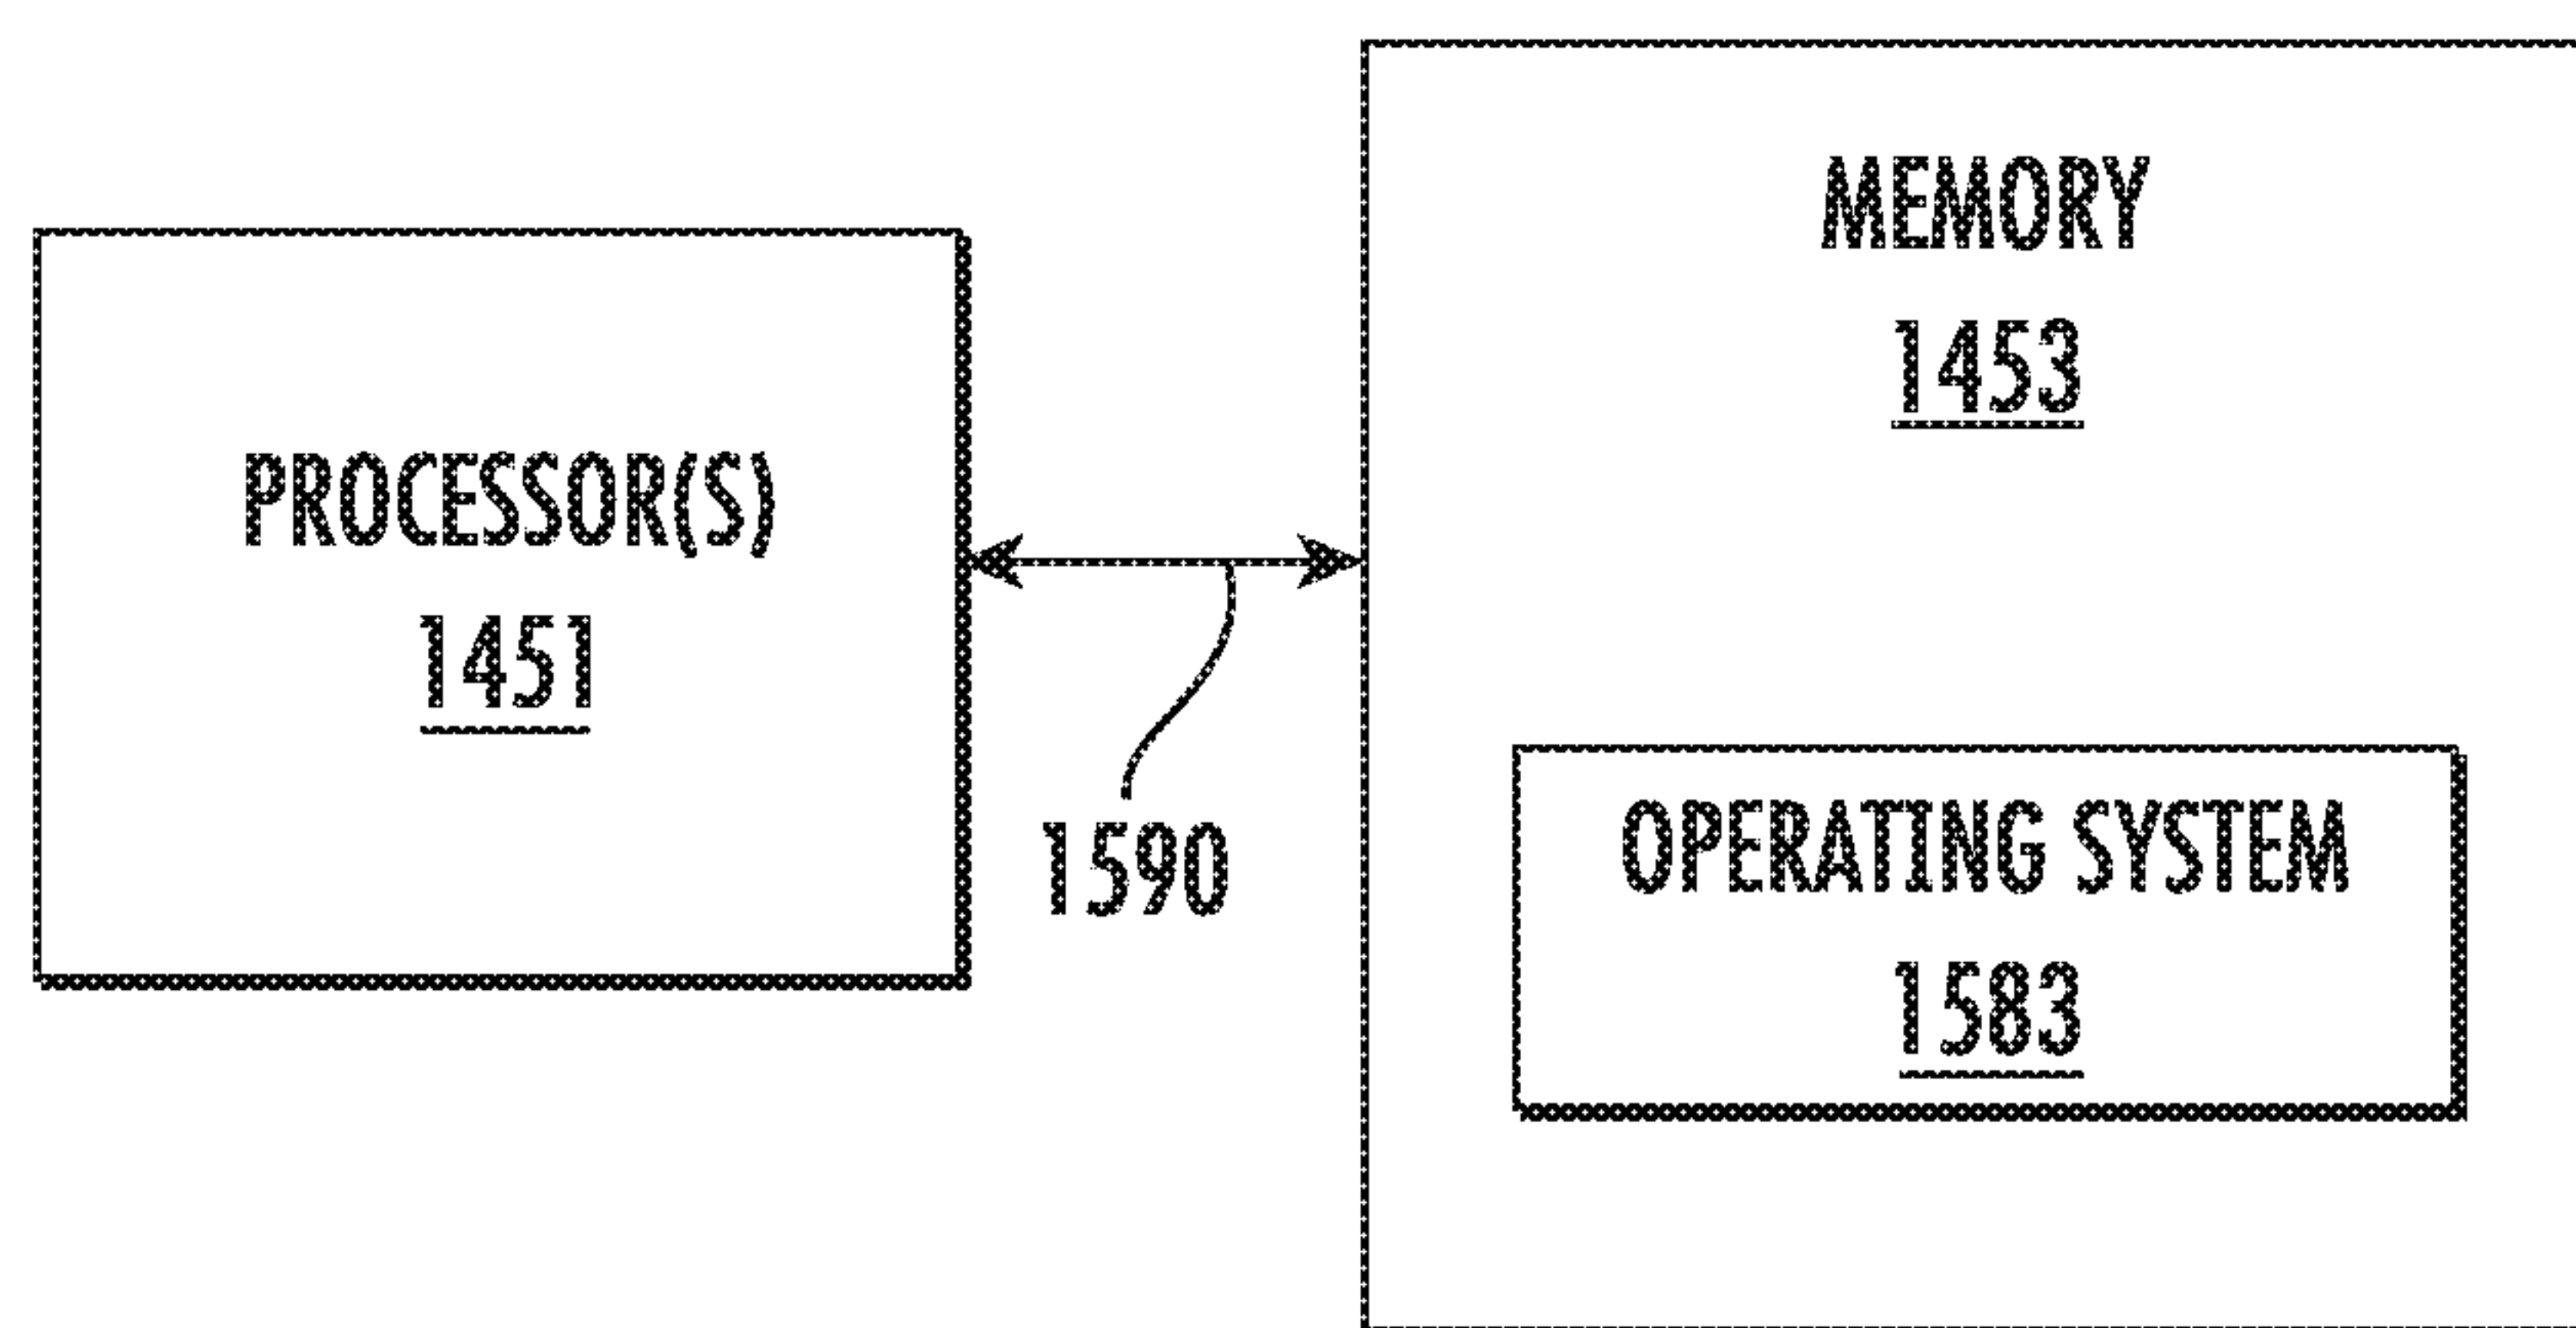 MEMORY
1453
PROCESSOR(S)
1451
1590
OPERATING SYSTEM
1583